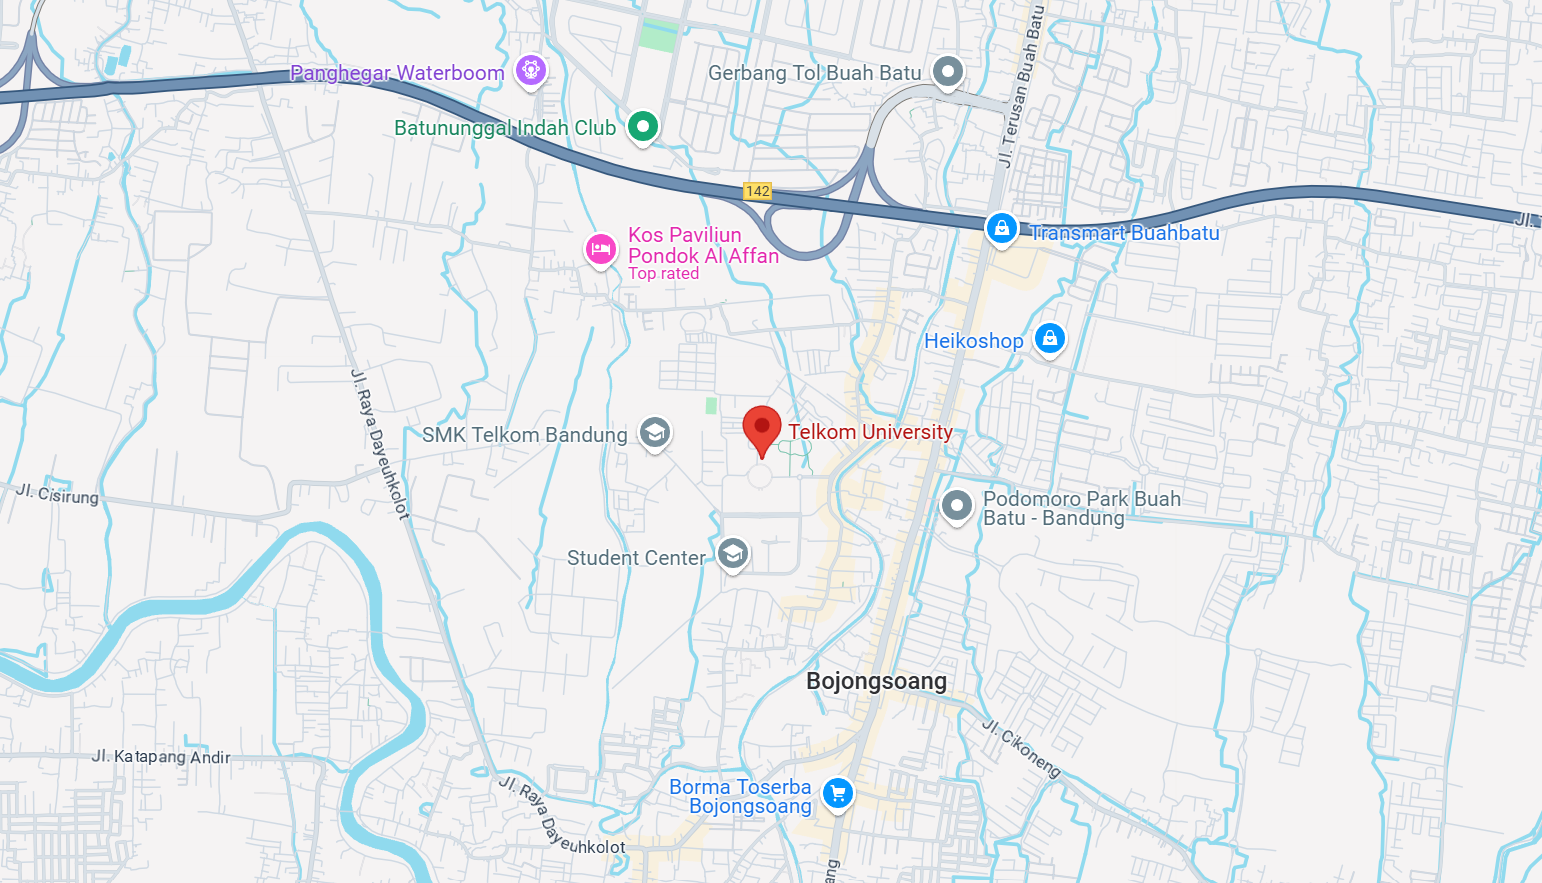 Panghegar Waterboom
Gerbang Tol Buah Batu
Jl. Terusan Buah Batu
Batununggal Indah Club
142
Jl.
Transmart Buahbatu
Kos Paviliun
Pondok Al Affan
Top rated
Heikoshop
Jl. Raya Dayeuhkolot
SMK Telkom Bandung
Telkom University
Jl. Cisirung
Podomoro Park Buah
Batu - Bandung
Student Center
Bojongsoang
Jl. Cikoneng
Jl. Katapang Andir
Jl. Raya Dayeuhkolot
Borma Toserba
Bojongsoang
ang